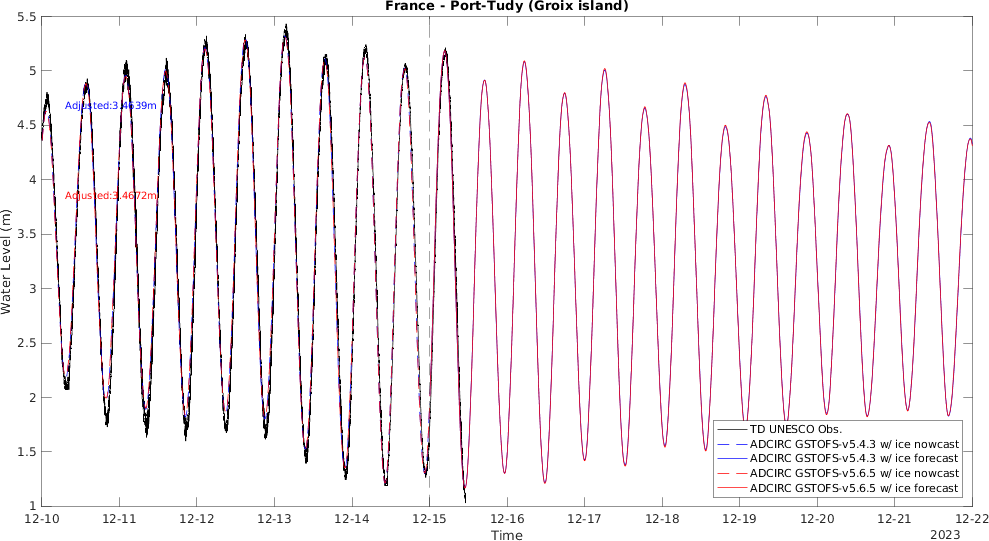 France - Port-Tudy (Groix island)
5.5
5
4.5
4
3.5
3
2.5
2
1.5
1
Water Level (m)
Adjusted:3.4639m
Adjusted:3.4672m
TD UNESCO Obs.
ADCIRC GSTOFS-v5.4.3 w/ ice nowcast
ADCIRC GSTOFS-v5.4.3 w/ ice forecast
ADCIRC GSTOFS-v5.6.5 w/ ice nowcast
ADCIRC GSTOFS-v5.6.5 w/ ice forecast
12-10 12-11 12-12 12-13 12-14 12-15 12-16 12-17 12-18 12-19 12-20 12-21 12-22
Time
2023